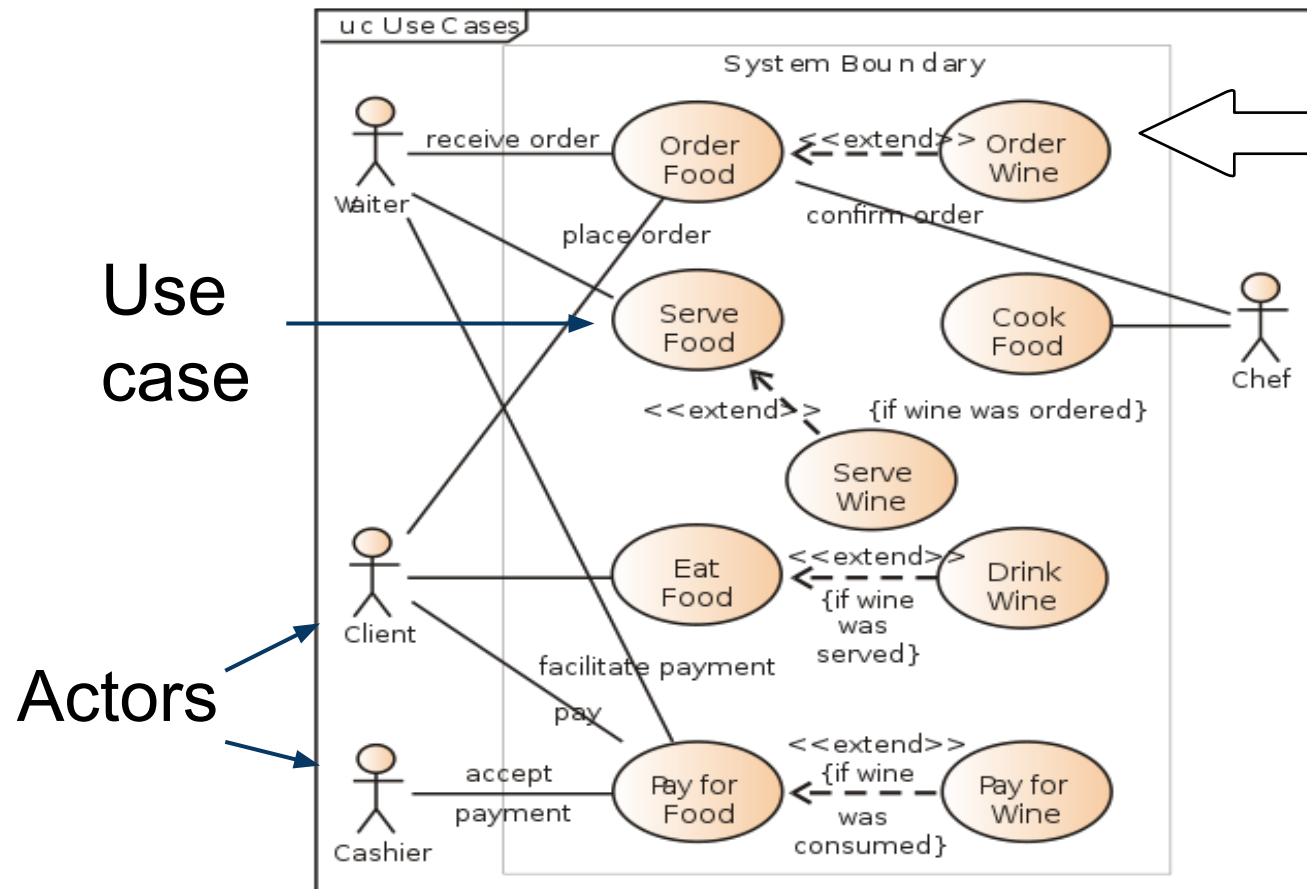 uc Use Cases
System Boundary
receive order
Order
Food
<<extend>>
Order
Wine
Waiter
place order
confirm order
Use
case
Serve
Food
Cook
Food
Chef
<<extend>>
{if wine was ordered}
Serve
Wine
Eat
Food
<<extend>>
{if wine
was
served}
Drink
Wine
Client
Actors
facilitate payment
pay
accept
payment
Pay for
Food
<<extend>>
{if wine
was
consumed}
Pay for
Wine
Cashier